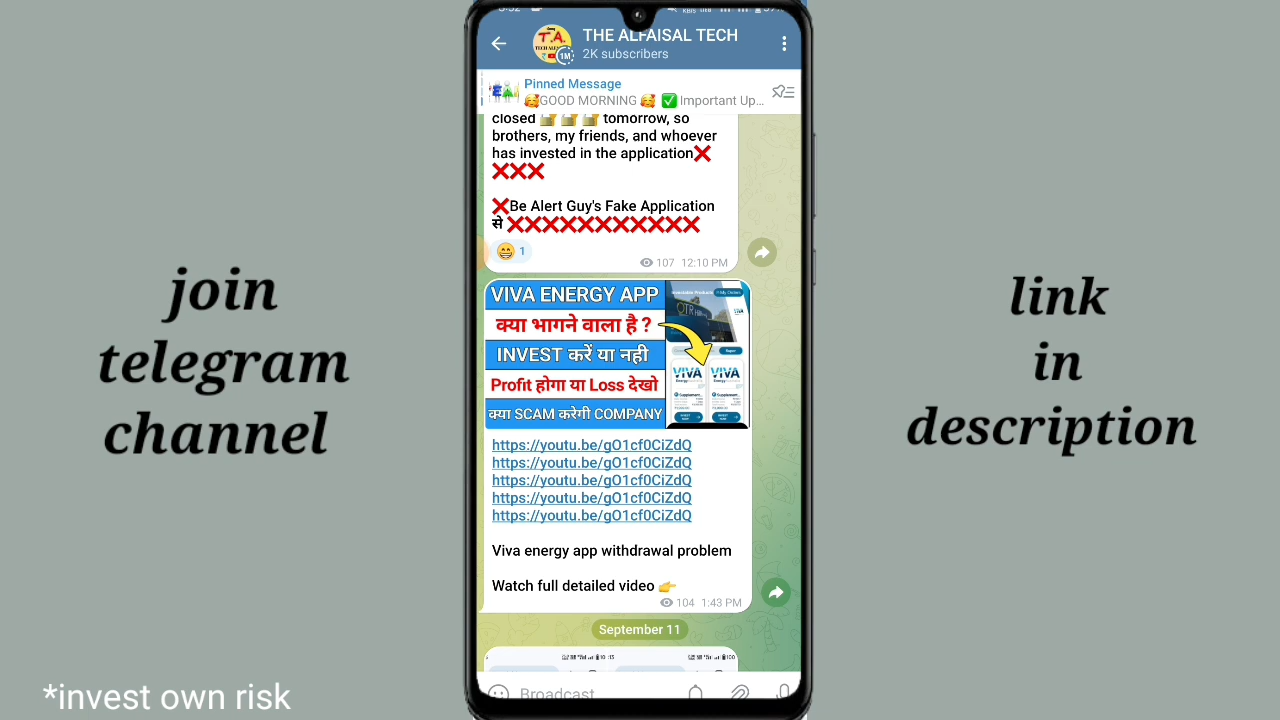 THE ALFAISAL TECH
2K subscribers
Pinned Message
🥰GOOD MORNING 🥰 ✅ Important Up...
closed 🔐🔐🔐 tomorrow, so
brothers, my friends, and whoever
has invested in the application❌
❌❌❌
❌Be Alert Guy's Fake Application
से ❌❌❌❌❌❌❌❌❌❌❌
😁 1
107 12:10 PM
VIVA ENERGY APP
क्या भागने वाला है ?
INVEST करें या नही
Profit होगा या Loss देखो
क्या SCAM करेगी COMPANY
https://youtu.be/gO1cf0CiZdQ
https://youtu.be/gO1cf0CiZdQ
https://youtu.be/gO1cf0CiZdQ
https://youtu.be/gO1cf0CiZdQ
https://youtu.be/gO1cf0CiZdQ
Viva energy app withdrawal problem
Watch full detailed video 👉
104 1:43 PM
September 11
Broadcast
join
telegram
channel
link
in
description
*invest own risk